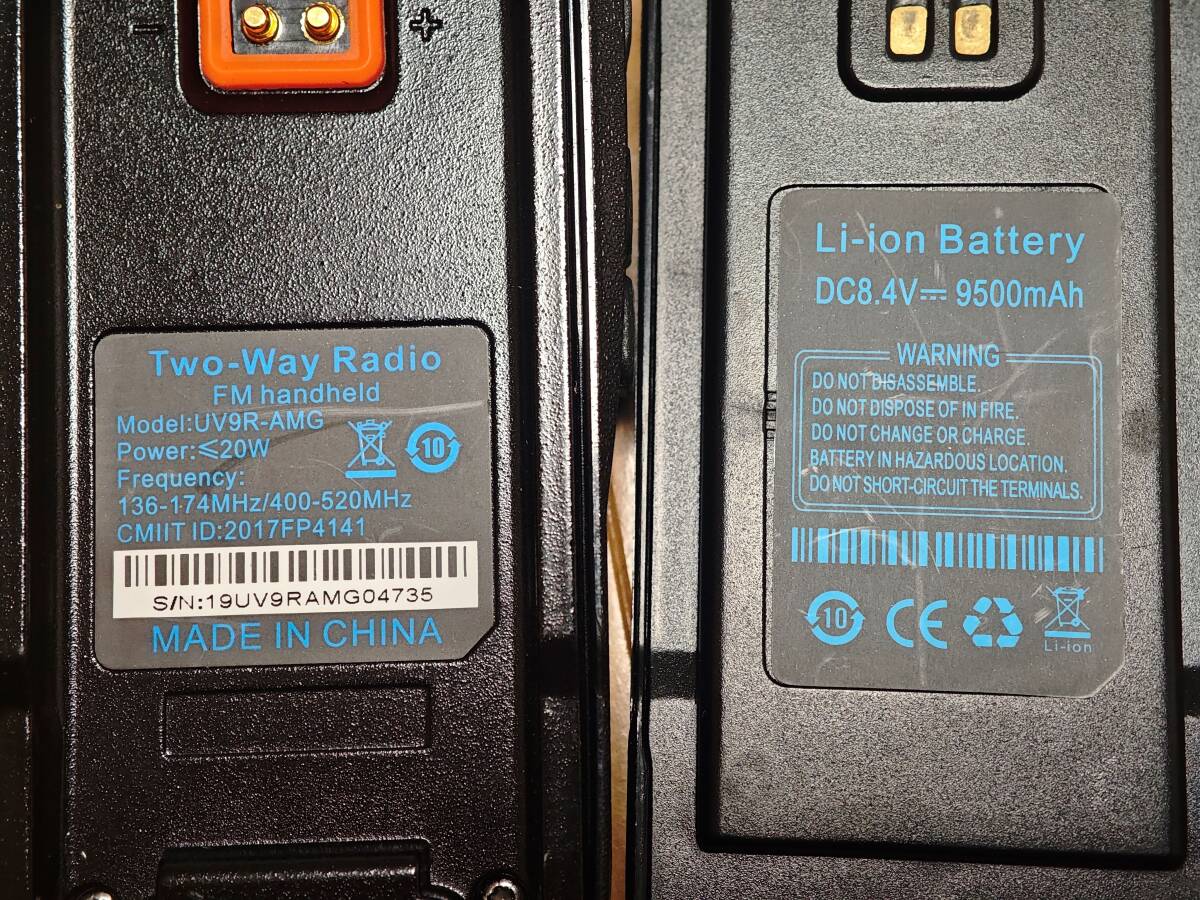 − +
Two-Way Radio
FM handheld
Model:UV9R-AMG
Power:≤20W
10
Frequency:
136-174MHz/400-520MHz
CMIIT ID:2017FP4141
S/N:19UV9RAMG04735
MADE IN CHINA
Li-ion Battery
DC8.4V⎓ 9500mAh
WARNING
DO NOT DISASSEMBLE.
DO NOT DISPOSE OF IN FIRE.
DO NOT CHANGE OR CHARGE.
BATTERY IN HAZARDOUS LOCATION.
DO NOT SHORT-CIRCUIT THE TERMINALS.
10 CE
Li-ion